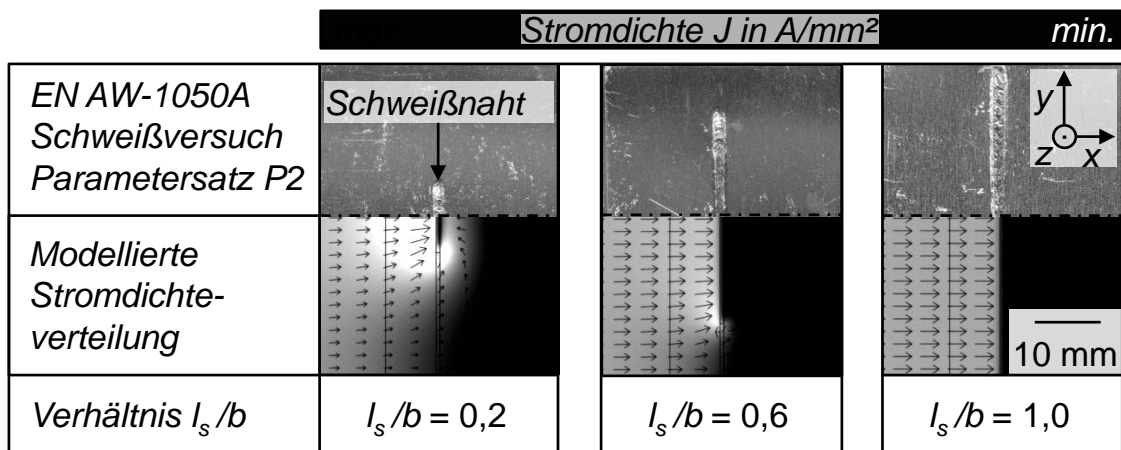 max. Stromdichte J in A/mm² min.
EN AW-1050A
Schweißversuch
Parametersatz P2
Schweißnaht
y
z x
Modellierte
Stromdichte-
verteilung
10 mm
Verhältnis lₛ/b
lₛ/b = 0,2
lₛ/b = 0,6
lₛ/b = 1,0